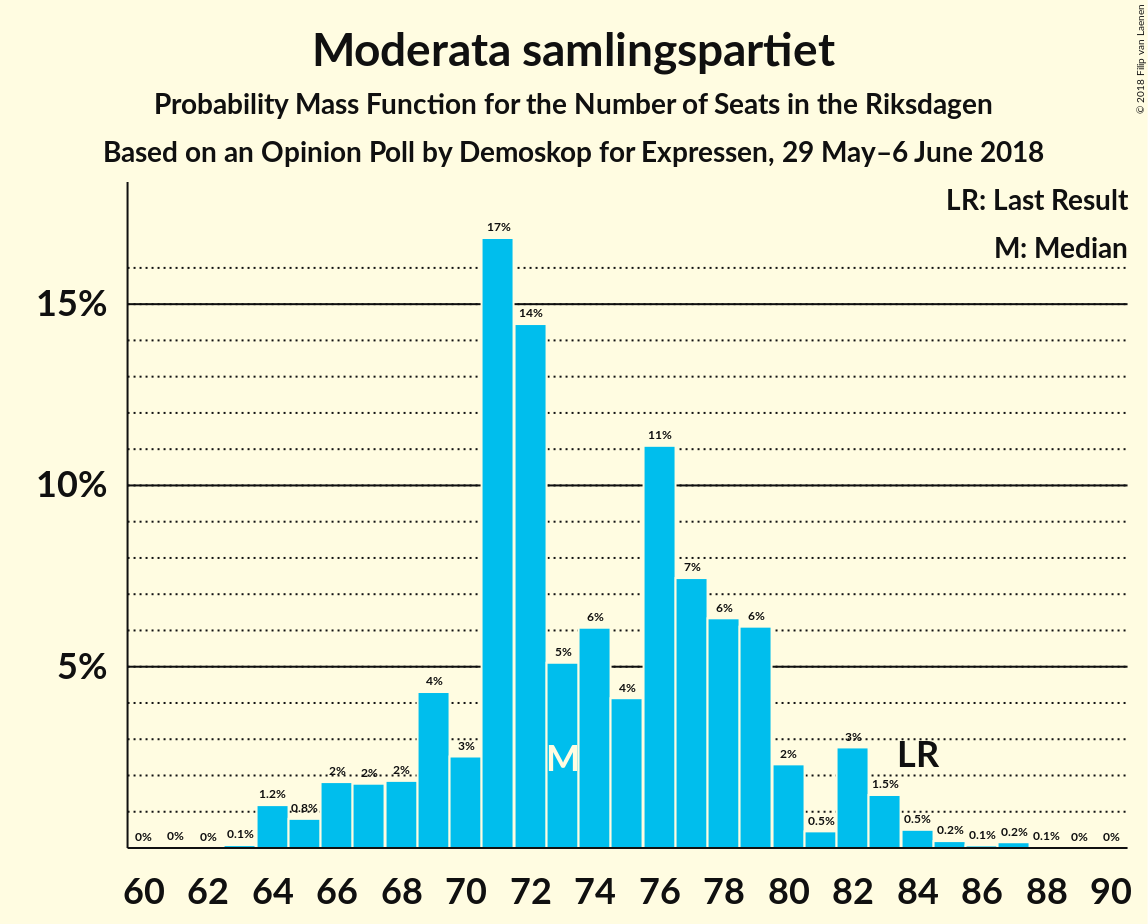 Moderata samlingspartiet
Probability Mass Function for the Number of Seats in the Riksdagen
Based on an Opinion Poll by Demoskop for Expressen, 29 May–6 June 2018
© 2018 Filip van Laenen
LR: Last Result
M: Median
15%
10%
5%
0% 0% 0% 0.1% 1.2% 0.8% 2% 2% 2% 4% 3% 17% 14% 5% 6% 4% 11% 7% 6% 6% 2% 0.5% 3% 1.5% 0.5% 0.2% 0.1% 0.2% 0.1% 0% 0%
M LR
60 62 64 66 68 70 72 74 76 78 80 82 84 86 88 90